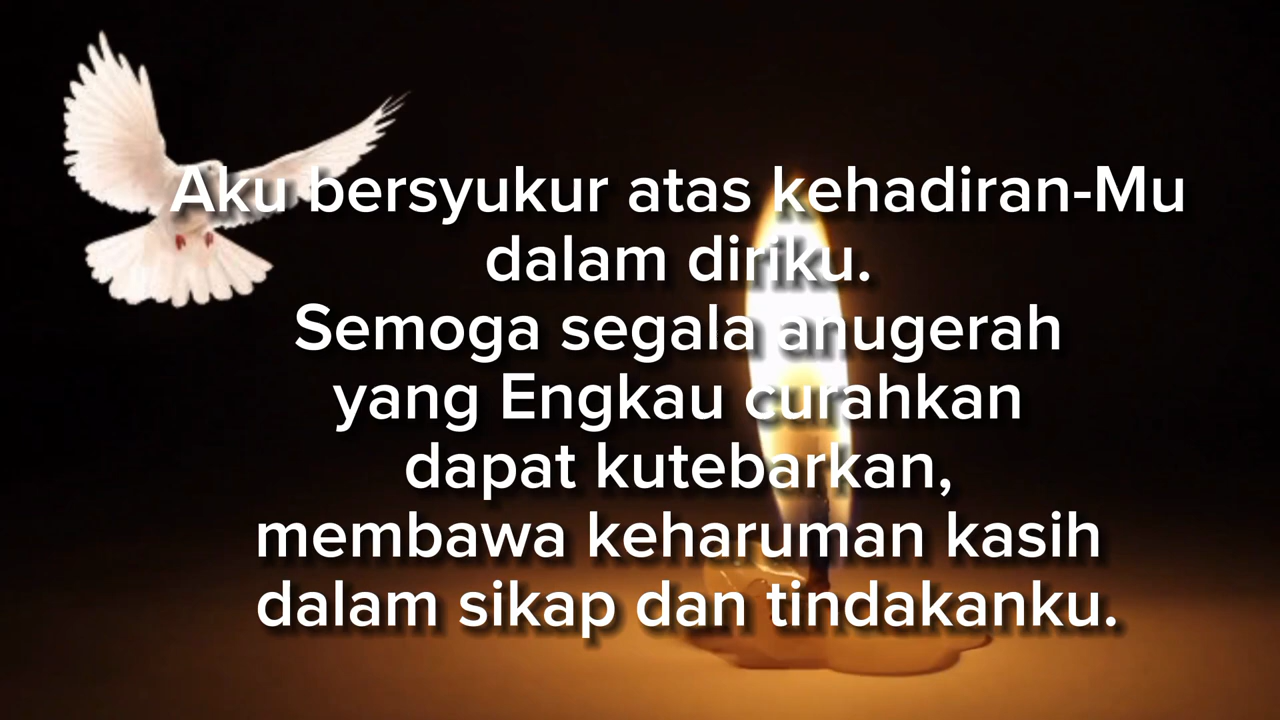 Aku bersyukur atas kehadiran-Mu
dalam diriku.
Semoga segala anugerah
yang Engkau curahkan
dapat kutebarkan,
membawa keharuman kasih
dalam sikap dan tindakanku.